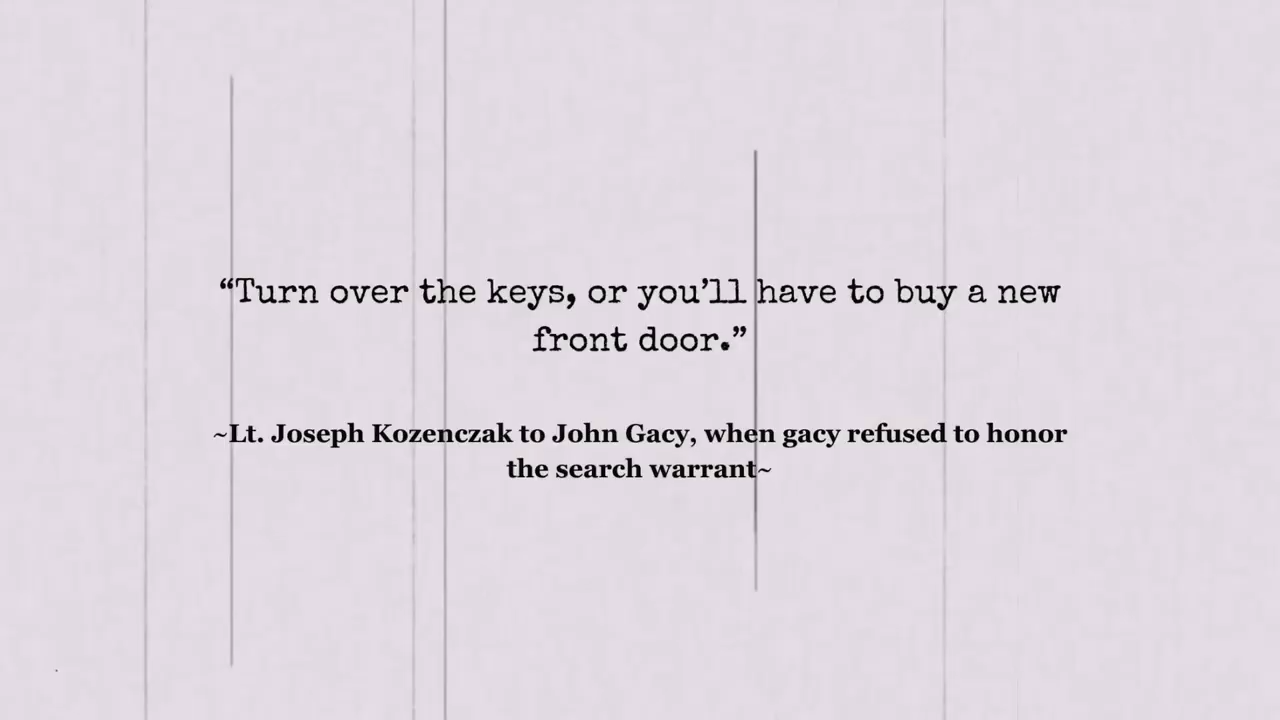 “Turn over the keys, or you’ll have to buy a new
front door.”
~Lt. Joseph Kozenczak to John Gacy, when gacy refused to honor
the search warrant~